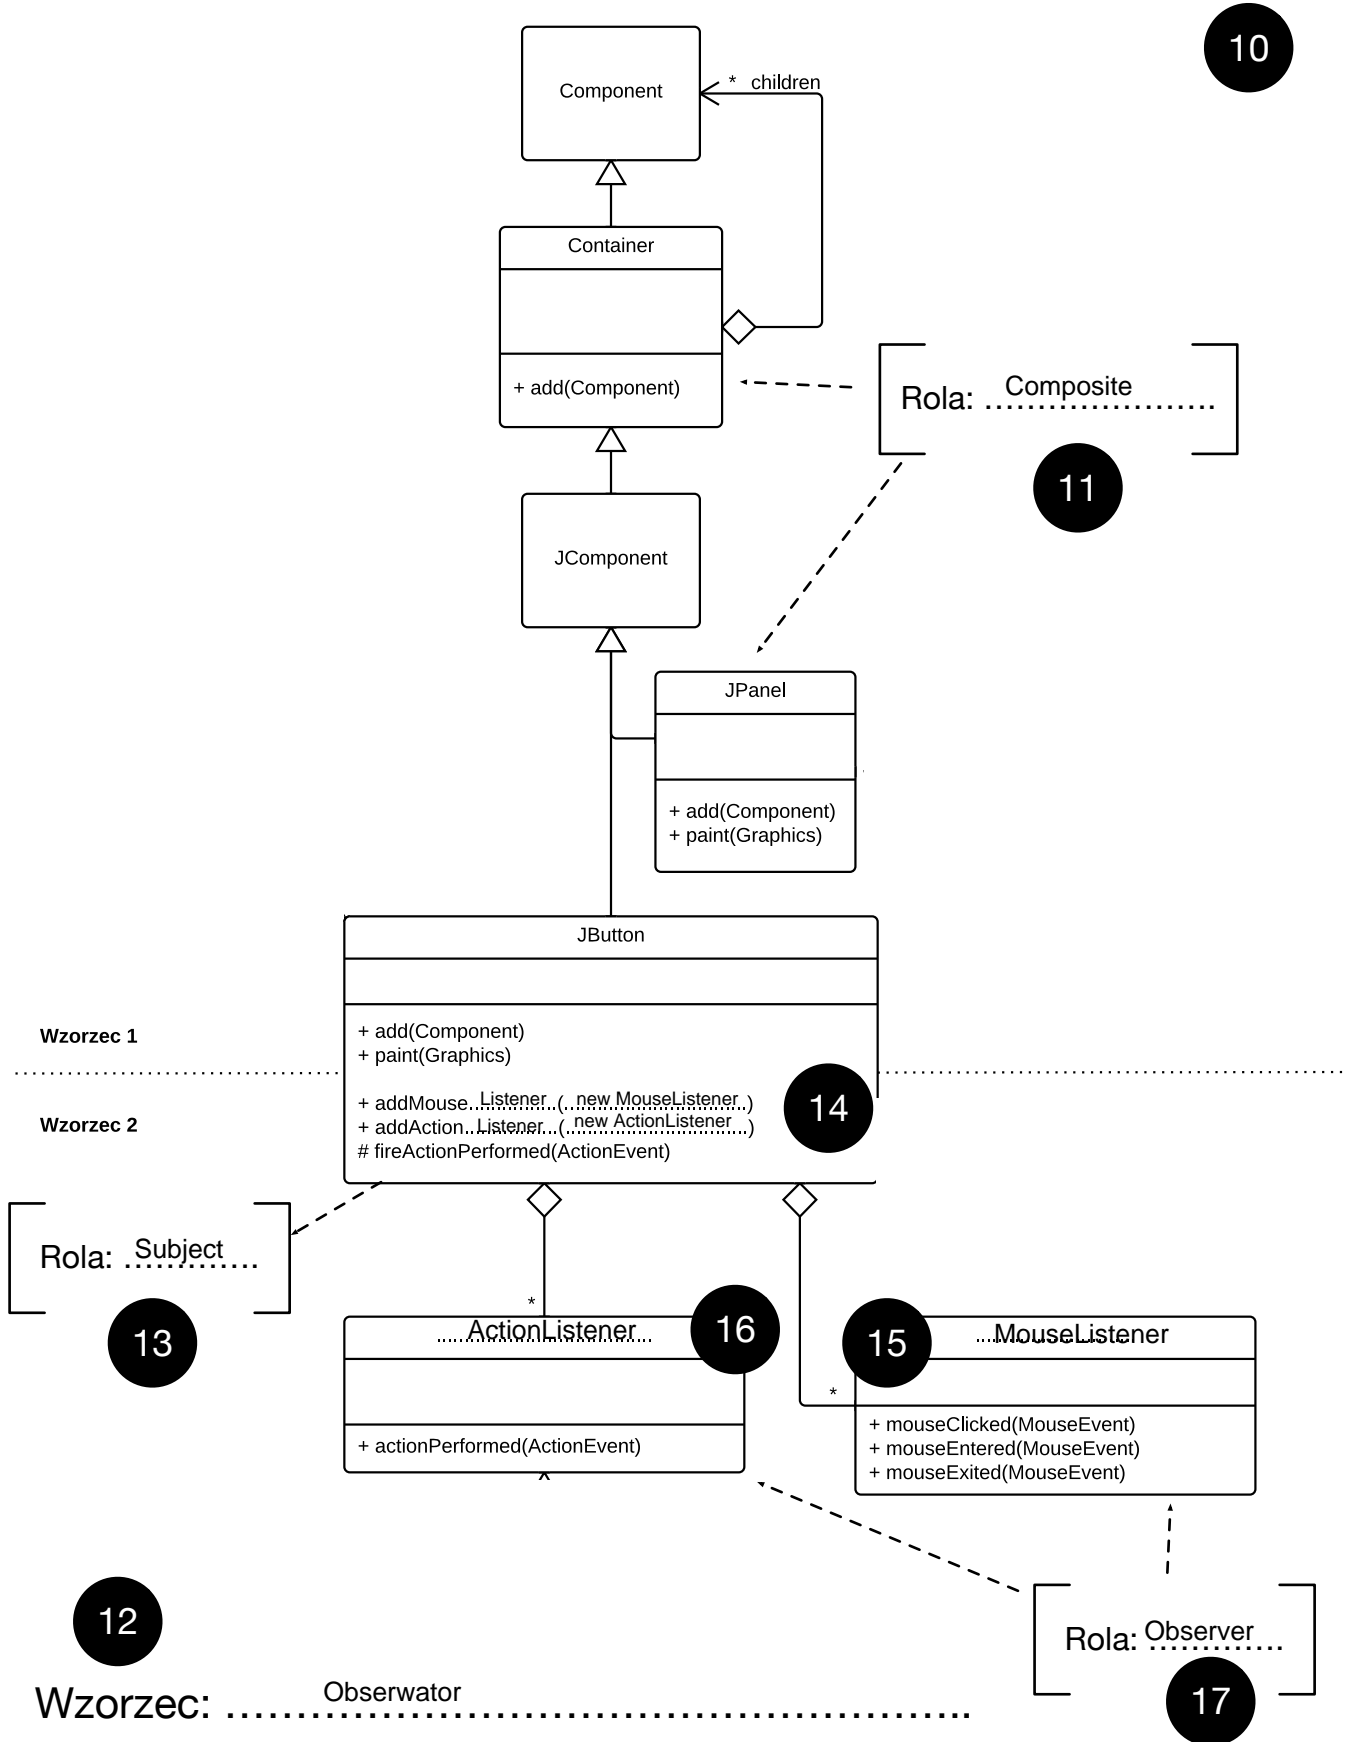 10
Component
* children
Container
+ add(Component)
Rola: Composite
11
JComponent
JPanel
+ add(Component)
+ paint(Graphics)
JButton
+ add(Component)
+ paint(Graphics)
Wzorzec 1
Wzorzec 2
+ addMouse Listener ( new MouseListener )
+ addAction Listener ( new ActionListener )
# fireActionPerformed(ActionEvent)
14
Rola: Subject
13
*
ActionListener
16
+ actionPerformed(ActionEvent)
15
MouseListener
*
+ mouseClicked(MouseEvent)
+ mouseEntered(MouseEvent)
+ mouseExited(MouseEvent)
12
Rola: Observer
17
Wzorzec: Obserwator